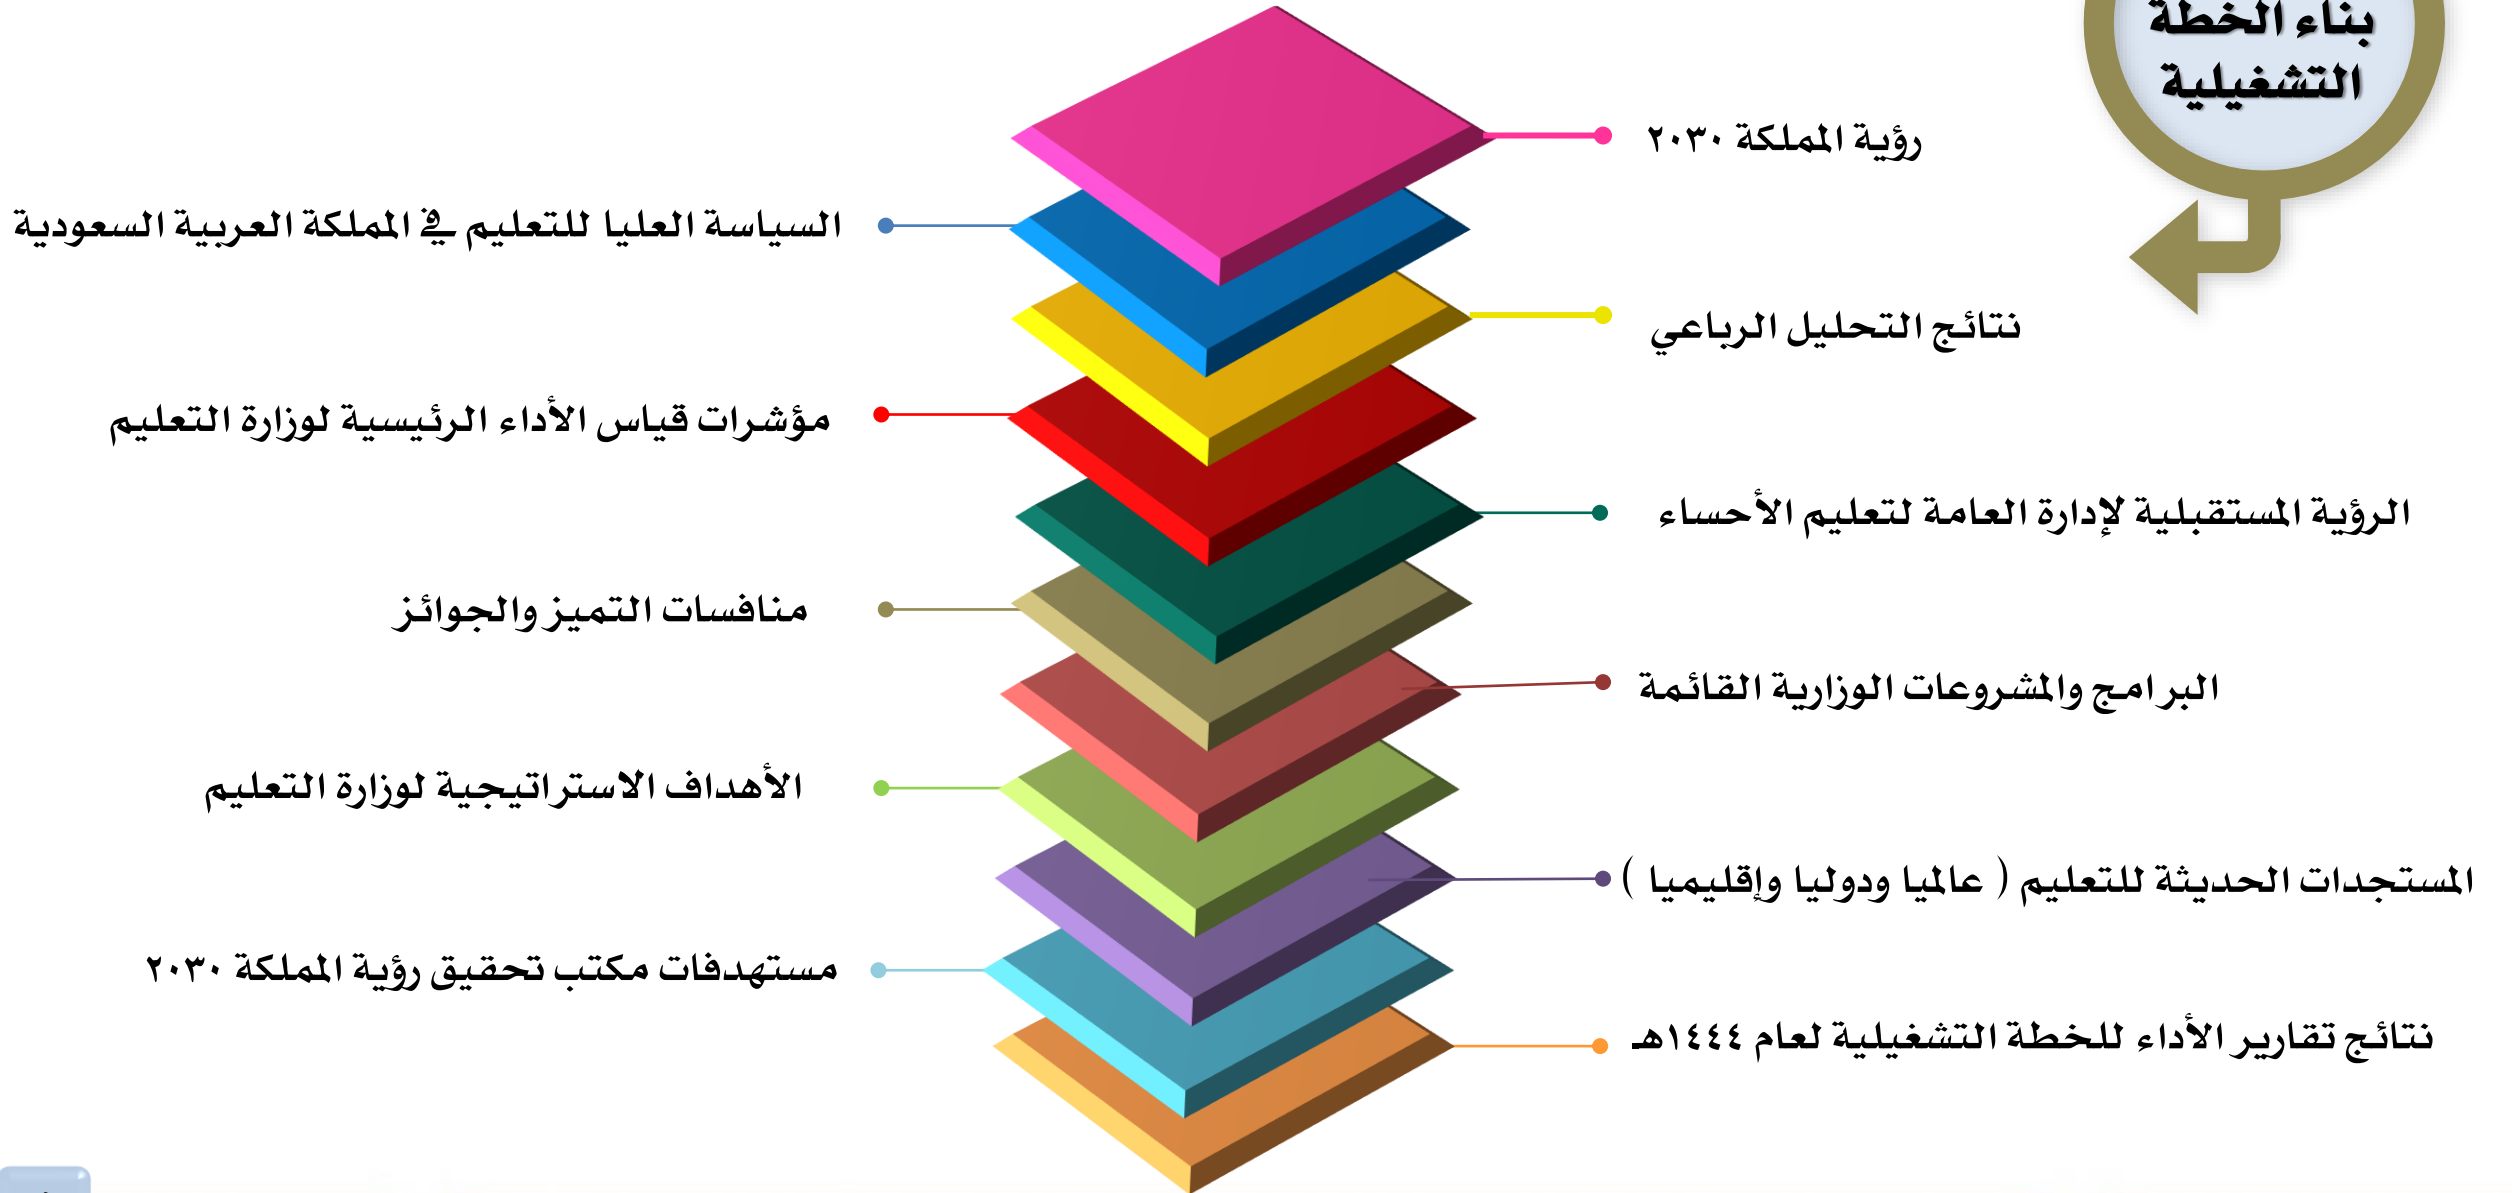 بناء الخطة
التشغيلية
رؤية المملكة ٢٠٣٠
السياسة العليا للتعليم في المملكة العربية السعودية
نتائج التحليل الرباعي
مؤشرات قياس الأداء الرئيسية لوزارة التعليم
الرؤية المستقبلية لإدارة العامة لتعليم الأحساء
منافسات التميز والجوائز
البرامج والمشروعات الوزارية القائمة
الأهداف الاستراتيجية لوزارة التعليم
المستجدات الحديثة للتعليم ( عالميا ودوليا وإقليميا )
مستهدفات مكتب تحقيق رؤية المملكة ٢٠٣٠
نتائج تقارير الأداء للخطة التشغيلية لعام ١٤٤٤هـ